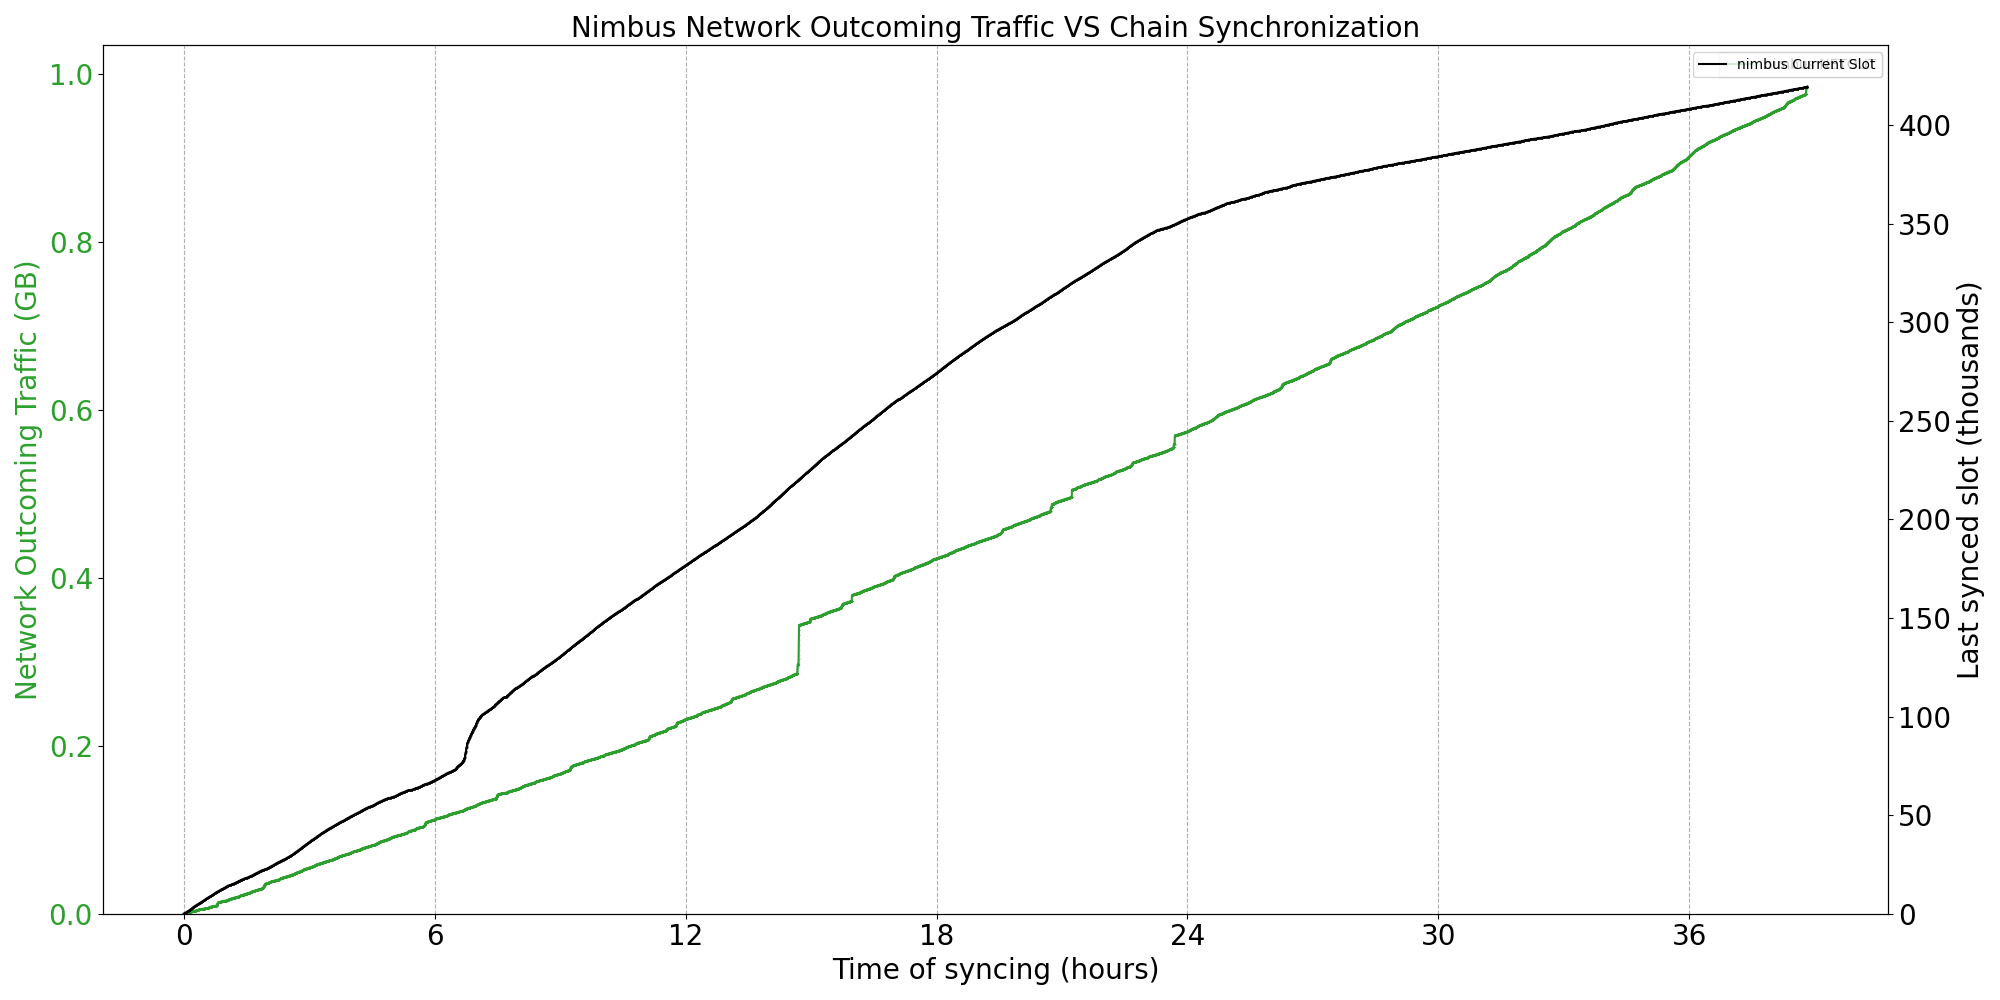 Nimbus Network Outcoming Traffic VS Chain Synchronization
nimbus Current Slot
Network Outcoming Traffic (GB)
1.0
0.8
0.6
0.4
0.2
0.0
Last synced slot (thousands)
400
350
300
250
200
150
100
50
0
0 6 12 18 24 30 36
Time of syncing (hours)